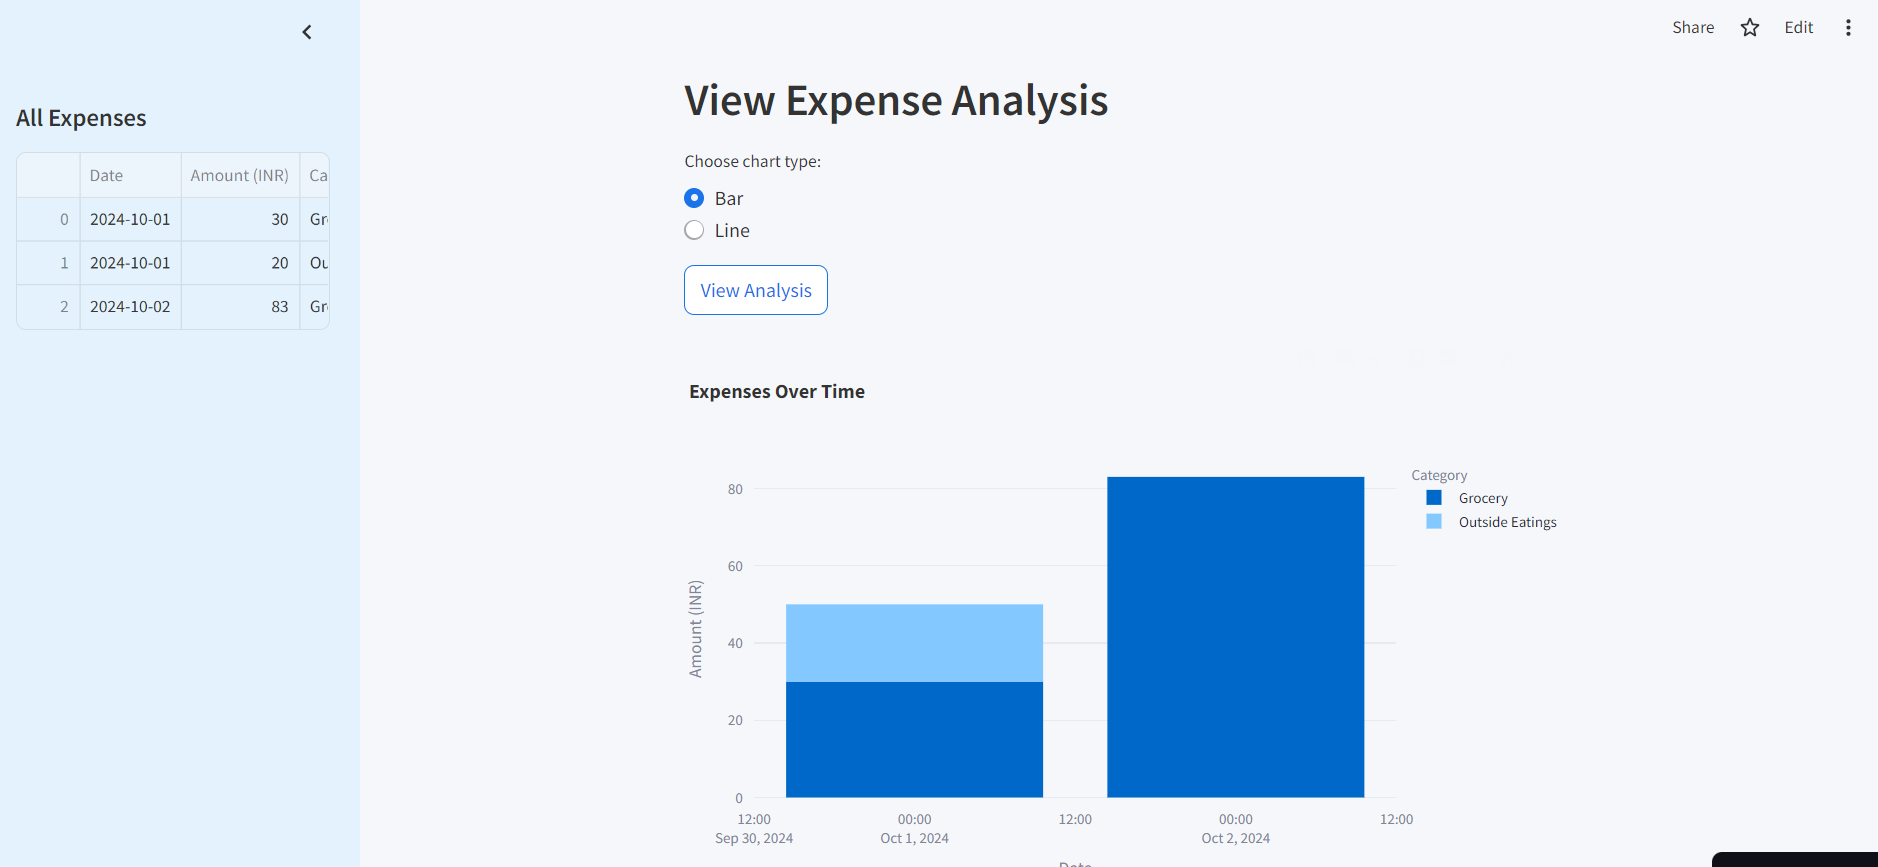 Share Edit
All Expenses
Date Amount (INR) Ca
0 2024-10-01 30 Gr
1 2024-10-01 20 Ou
2 2024-10-02 83 Gr
View Expense Analysis
Choose chart type:
Bar
Line
View Analysis
Expenses Over Time
Category
Grocery
Outside Eatings
Amount (INR)
80
60
40
20
0
12:00 00:00 12:00 00:00 12:00
Sep 30, 2024 Oct 1, 2024 Oct 2, 2024
Date